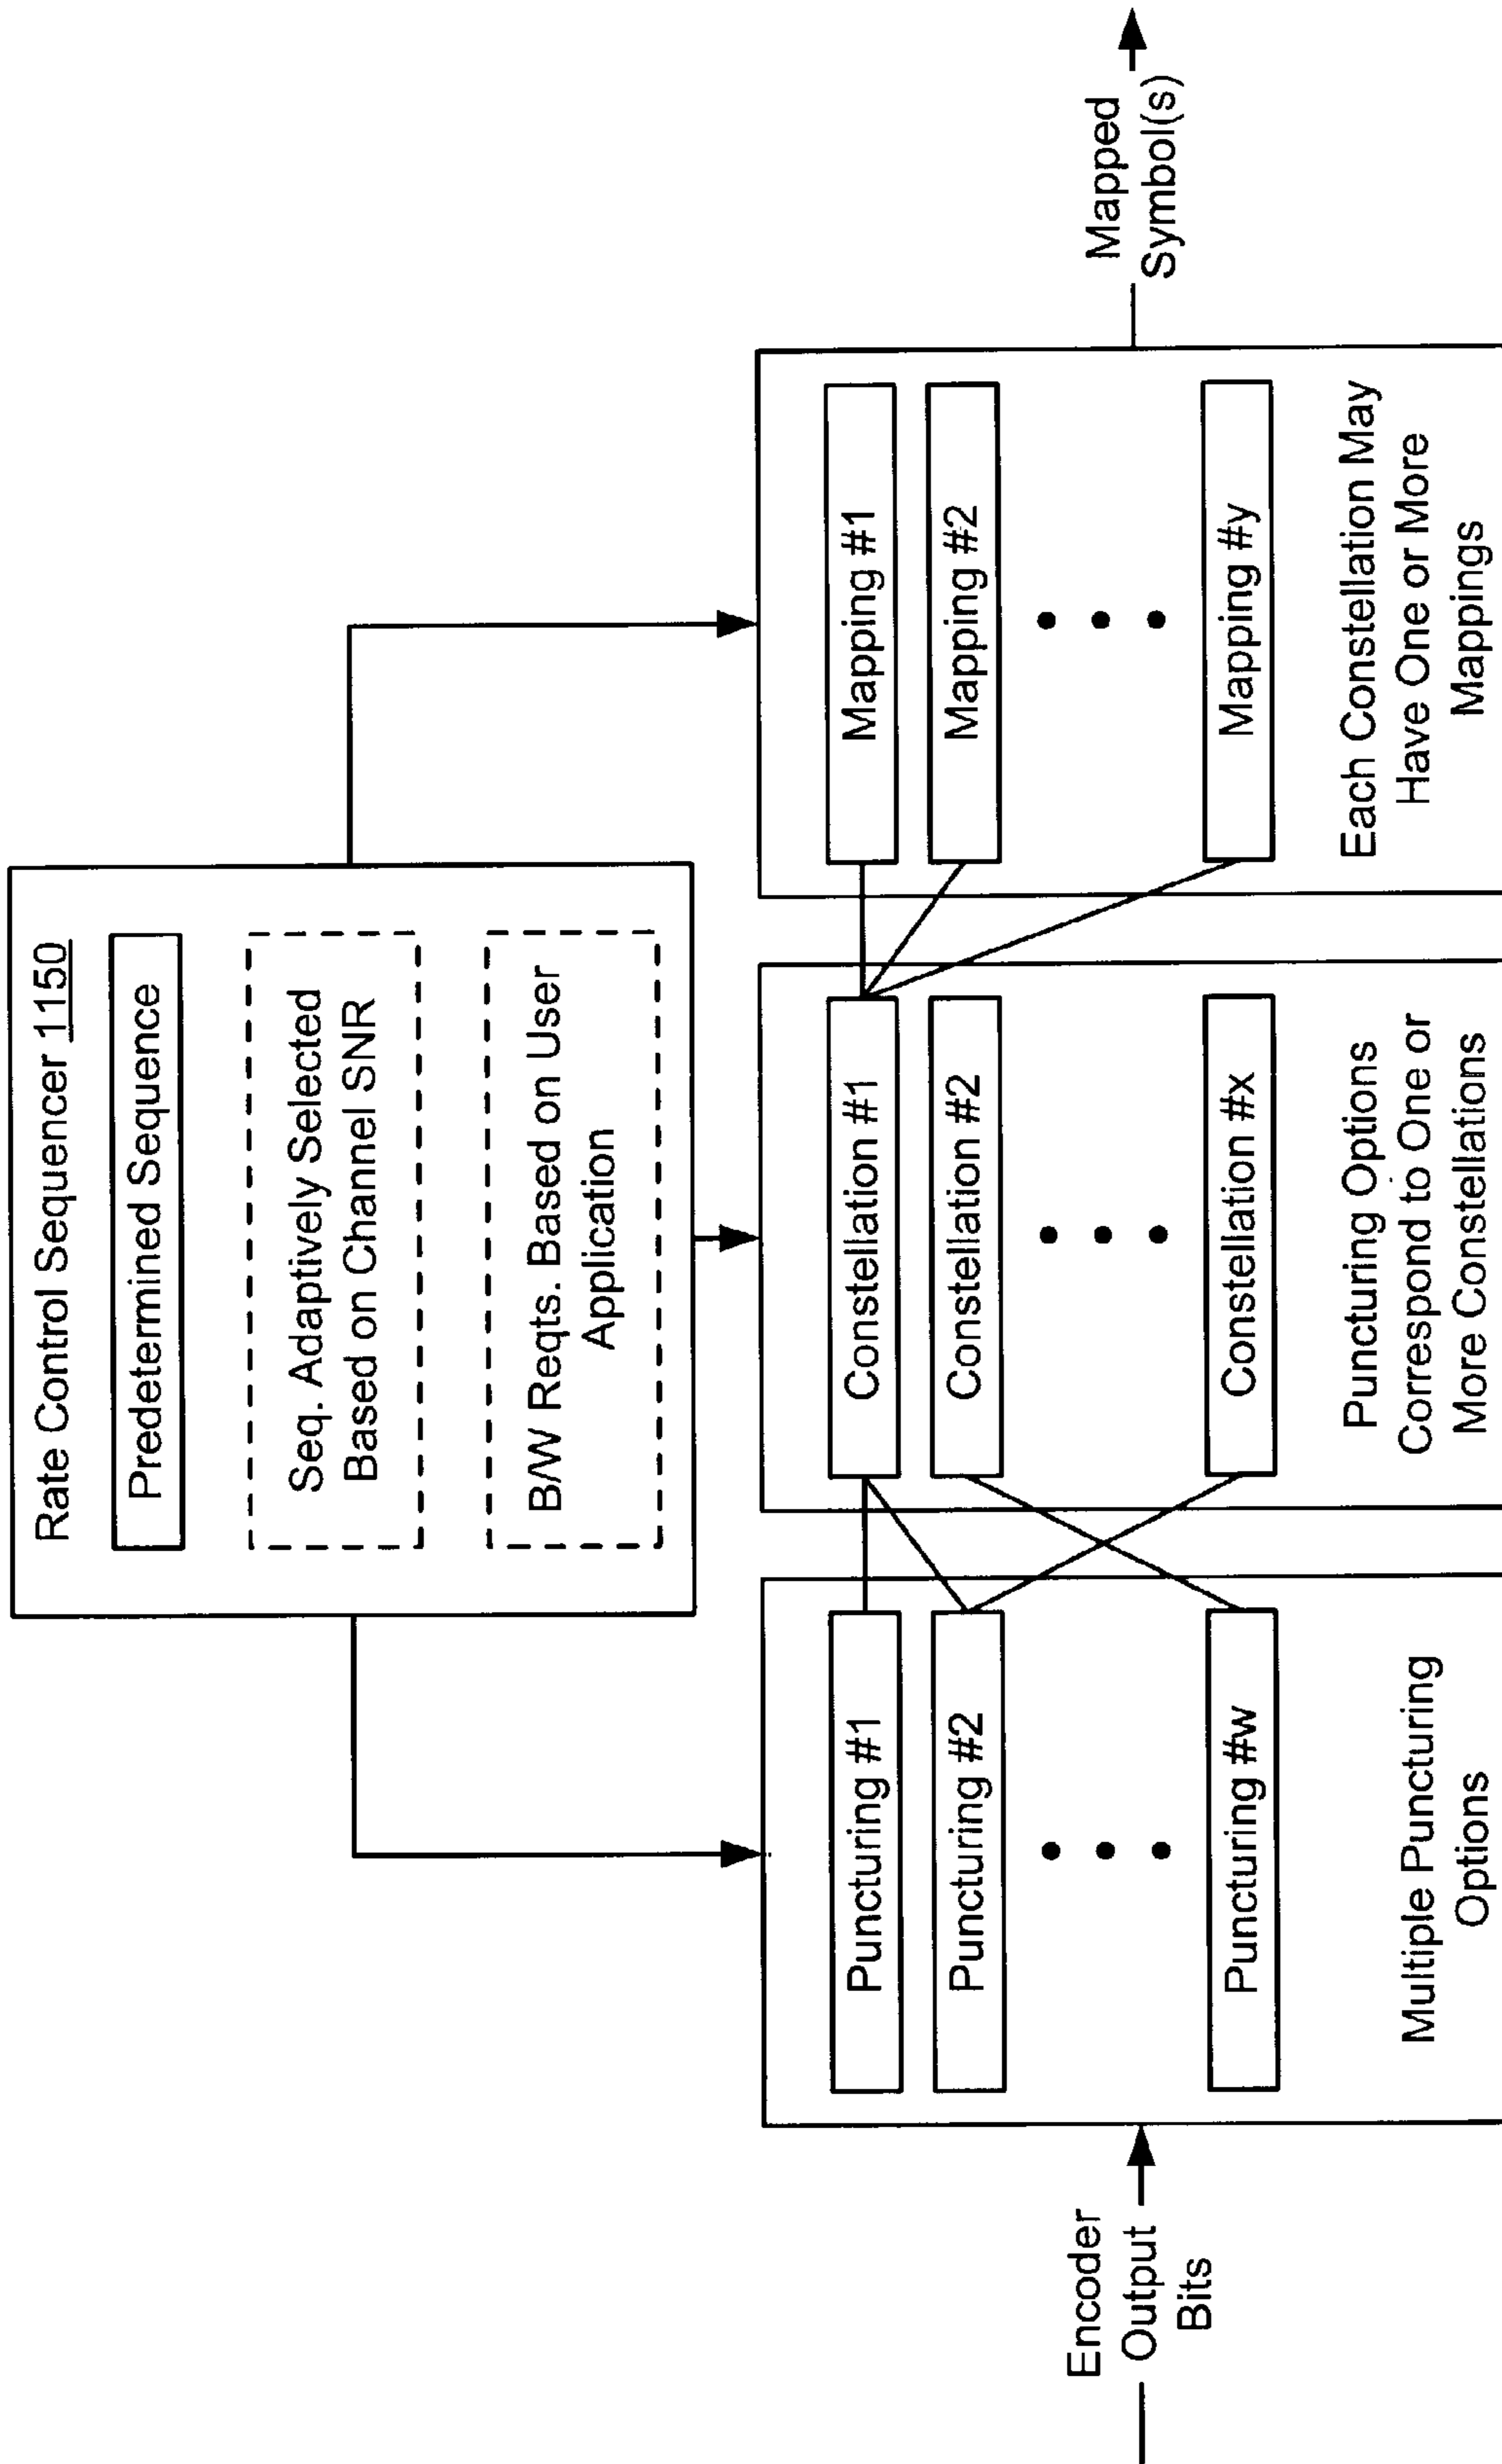 Rate Control Sequencer 1150
Predetermined Sequence
Seq. Adaptively Selected
Based on Channel SNR
B/W Reqts. Based on User
Application
Encoder
Output
Bits
Puncturing #1
Puncturing #2
Puncturing #w
Multiple Puncturing
Options
Constellation #1
Constellation #2
Constellation #x
Puncturing Options
Correspond to One or
More Constellations
Mapping #1
Mapping #2
Mapping #y
Each Constellation May
Have One or More
Mappings
Mapped
Symbol(s)